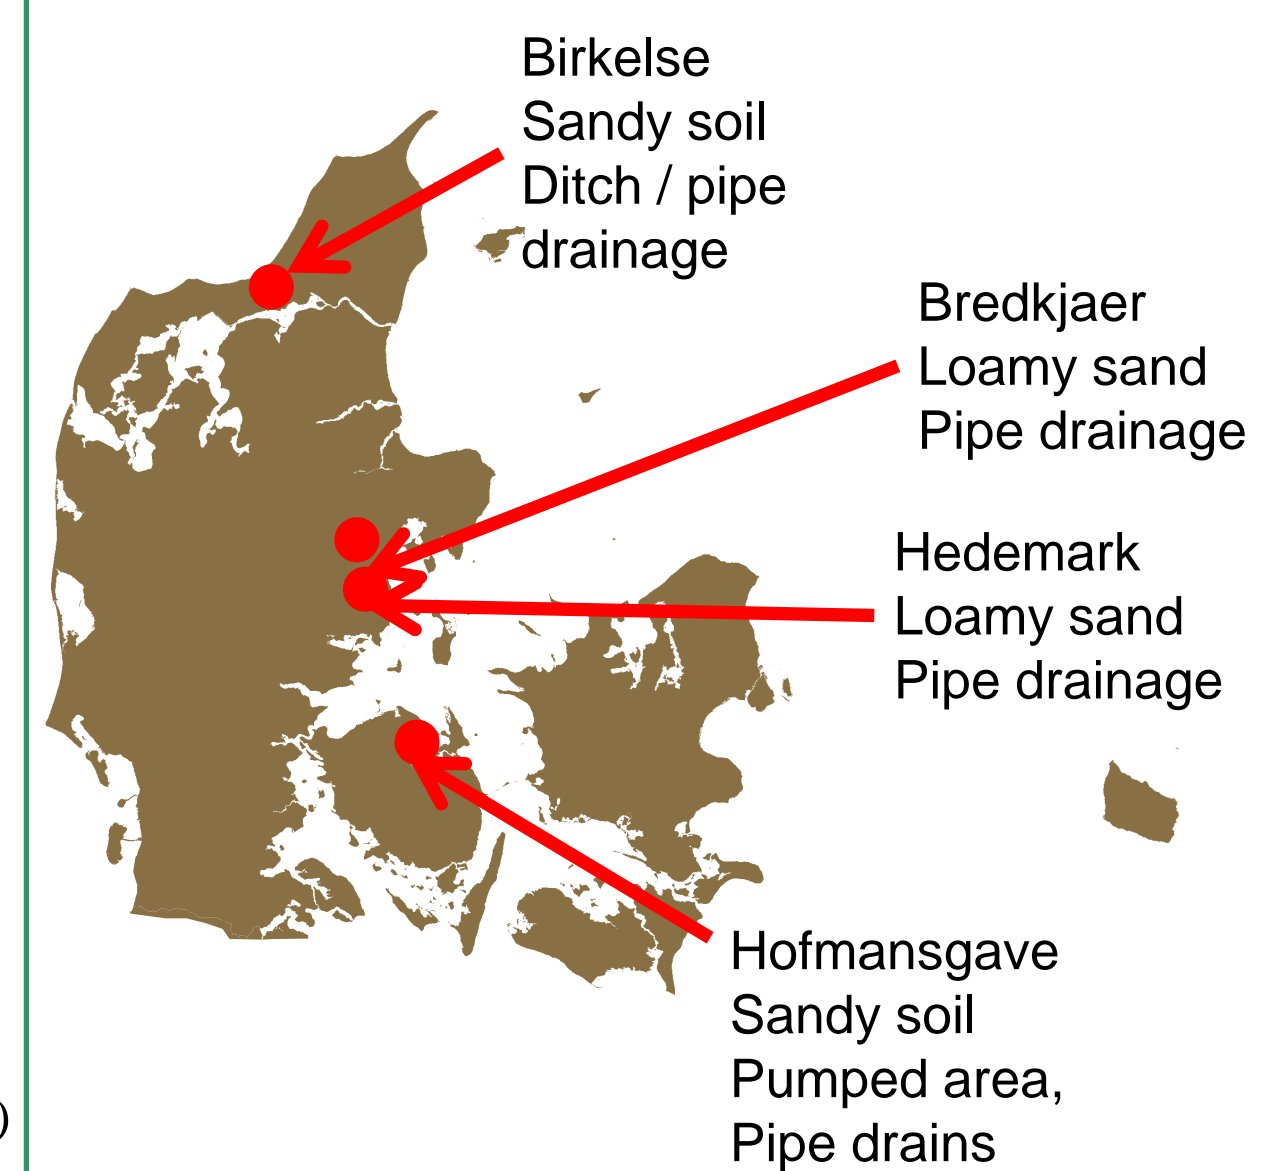 Birkelse
Sandy soil
Ditch / pipe
drainage
Bredkjaer
Loamy sand
Pipe drainage
Hedemark
Loamy sand
Pipe drainage
Hofmansgave
Sandy soil
Pumped area,
Pipe drains
)